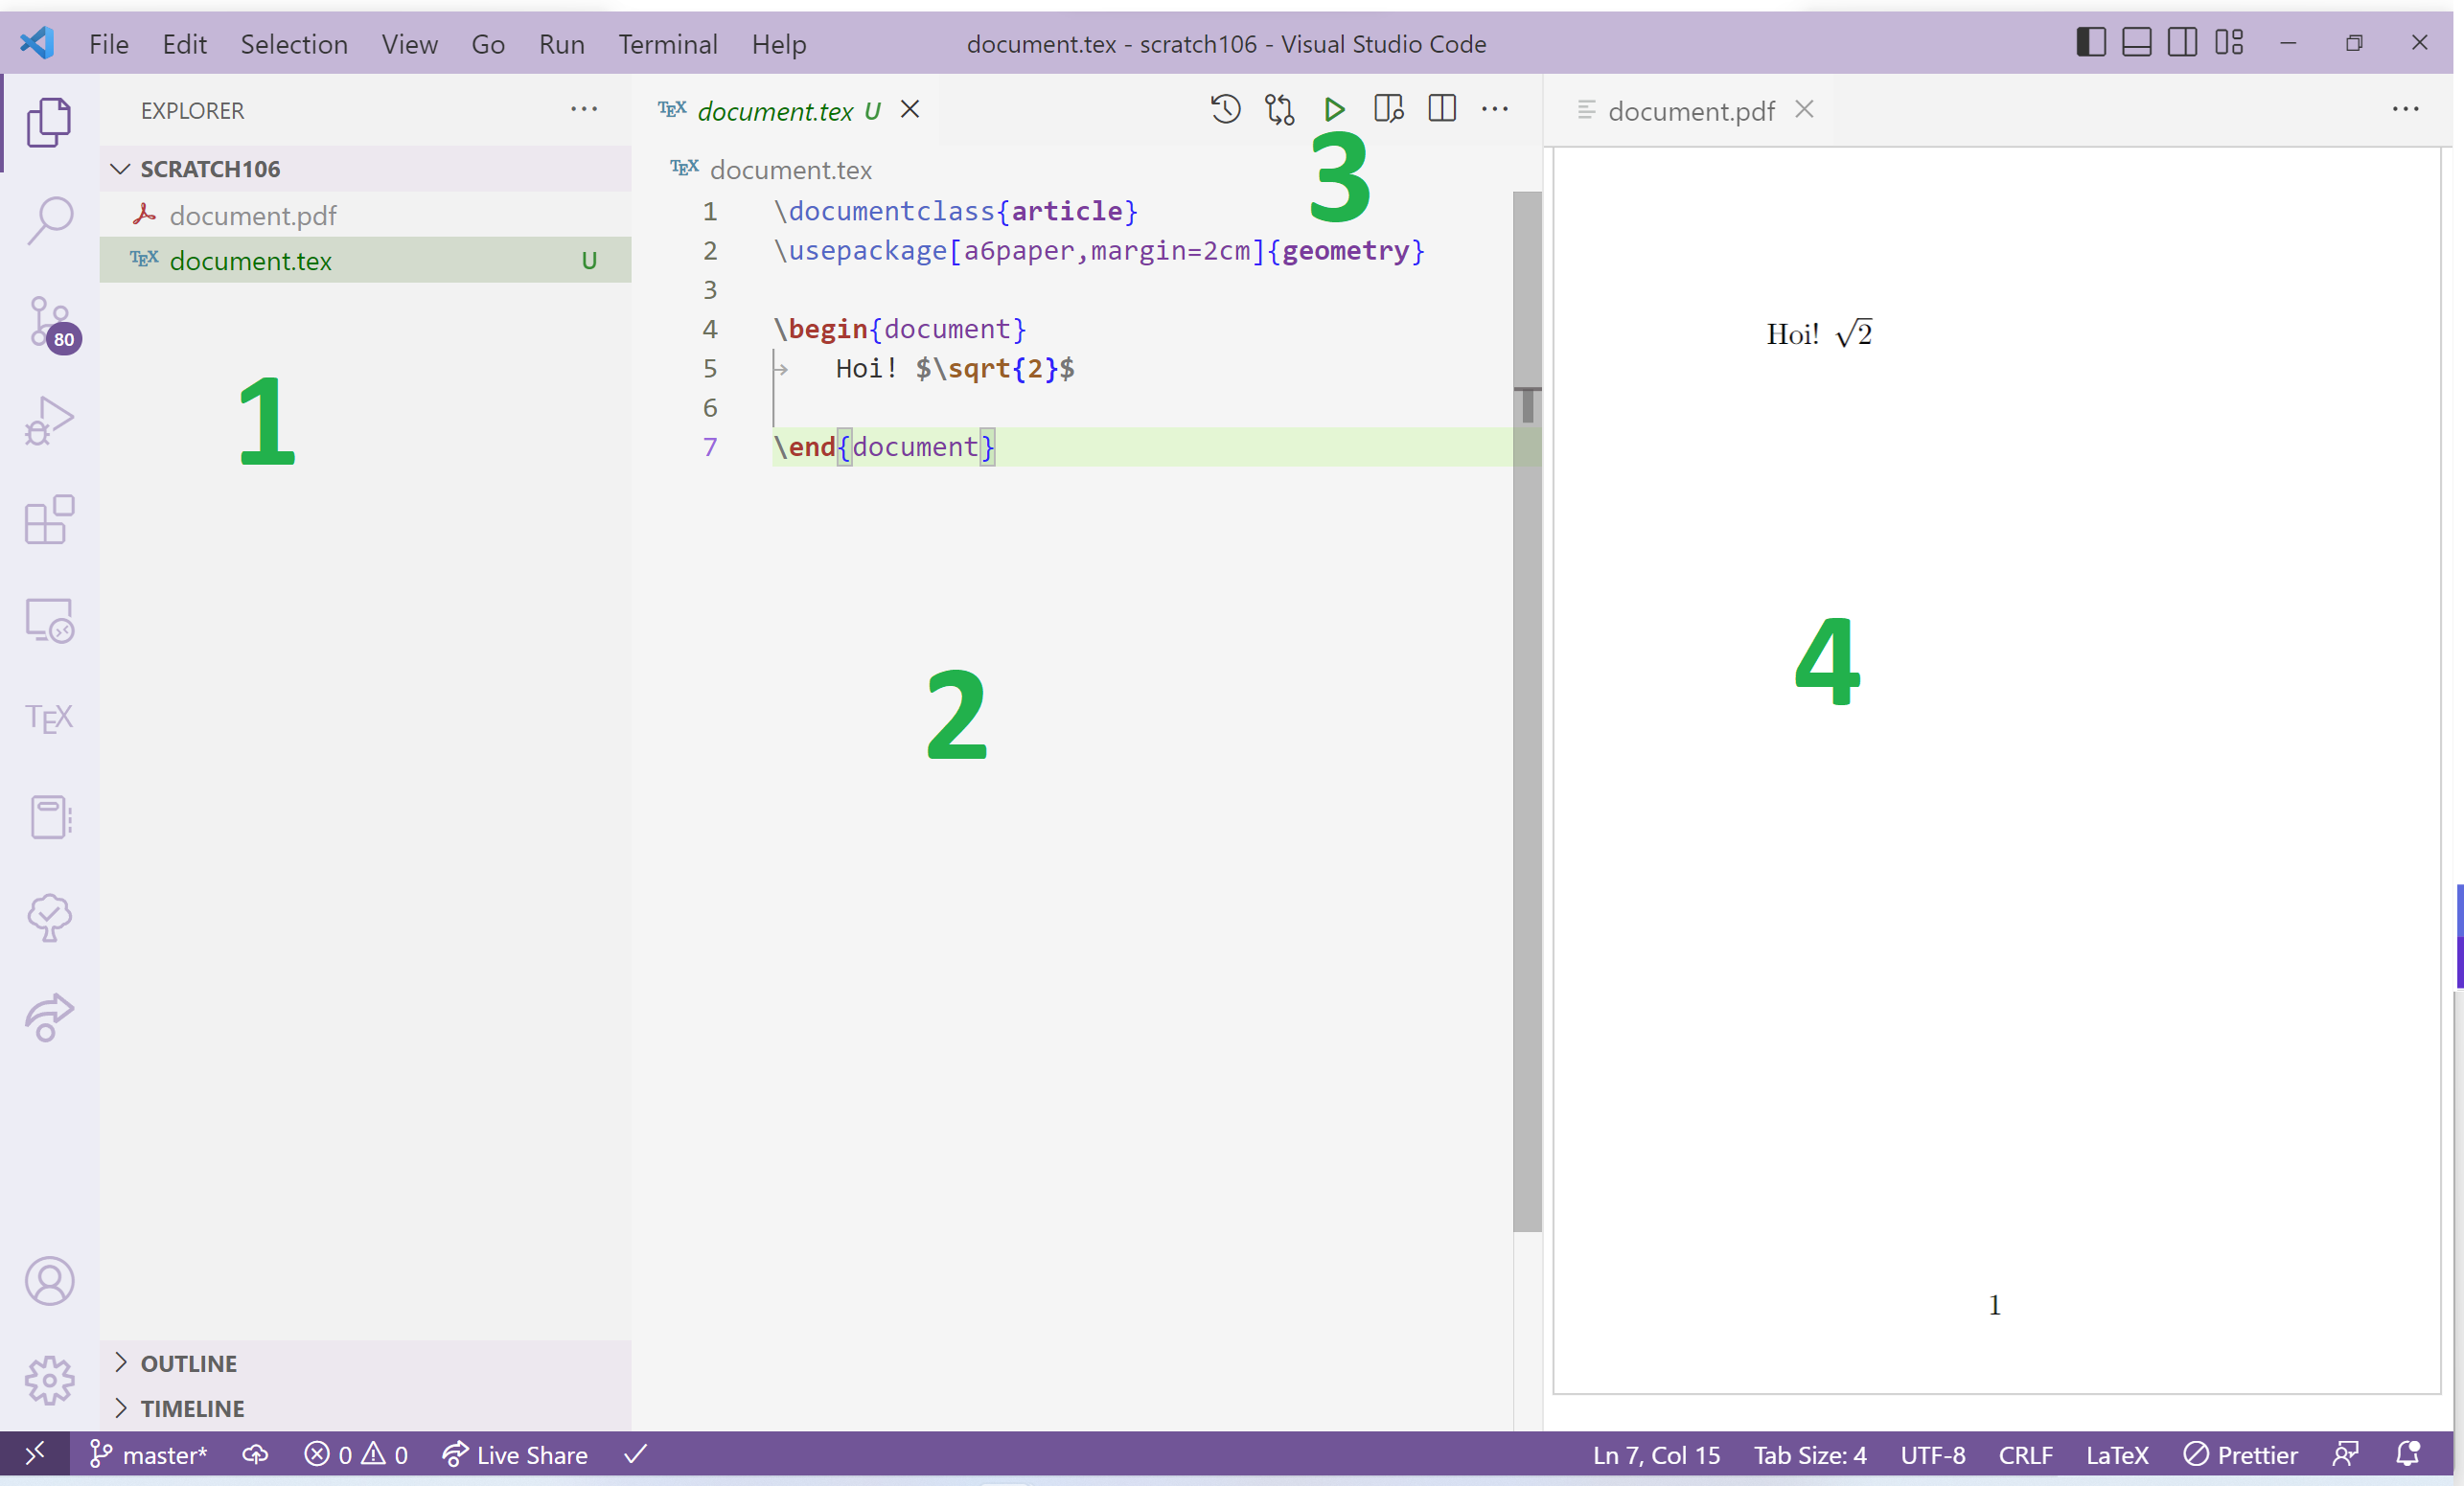 File Edit Selection View Go Run Terminal Help document.tex - scratch106 - Visual Studio Code
EXPLORER ···
SCRATCH106
document.pdf
TEX document.tex U
80
1
TEX
OUTLINE
TIMELINE
TEX document.tex U
3
TEX document.tex
1 \documentclass{article}
2 \usepackage[a6paper,margin=2cm]{geometry}
3
4 \begin{document}
5 Hoi! $\sqrt{2}$
6
7 \end{document}
2
document.pdf
Hoi! √2
4
1
master* 0 0 Live Share Ln 7, Col 15 Tab Size: 4 UTF-8 CRLF LaTeX Prettier